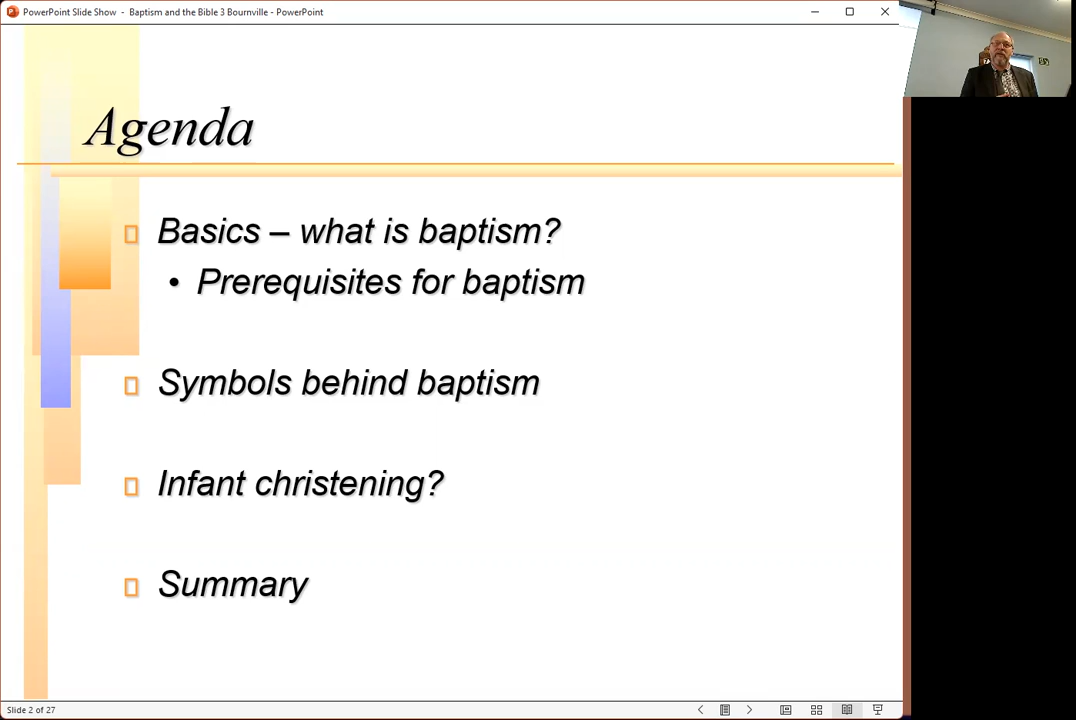 PowerPoint Slide Show - Baptism and the Bible 3 Bournville - PowerPoint
Agenda
Basics – what is baptism?
• Prerequisites for baptism
Symbols behind baptism
Infant christening?
Summary
Slide 2 of 27